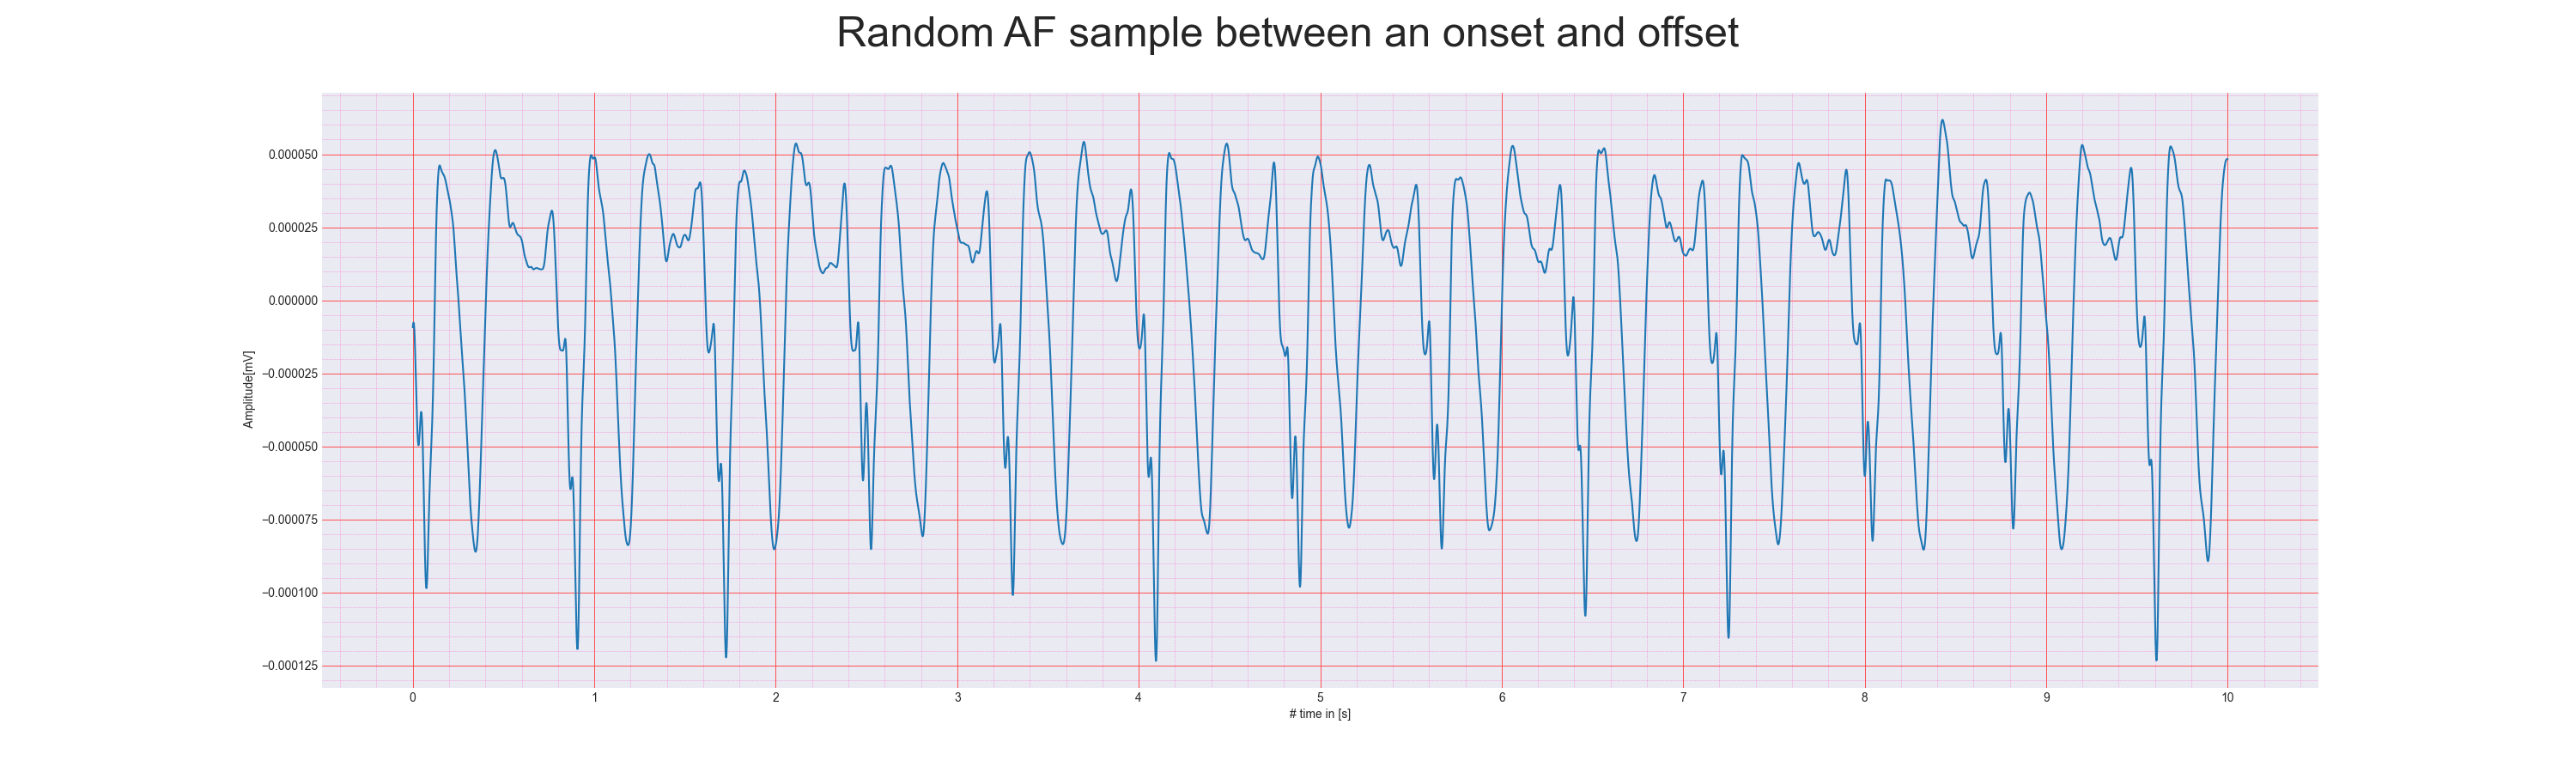 Random AF sample between an onset and offset
0.000050
0.000025
0.000000
−0.000025
−0.000050
−0.000075
−0.000100
−0.000125
Amplitude[mV]
0 1 2 3 4 5 6 7 8 9 10
# time in [s]